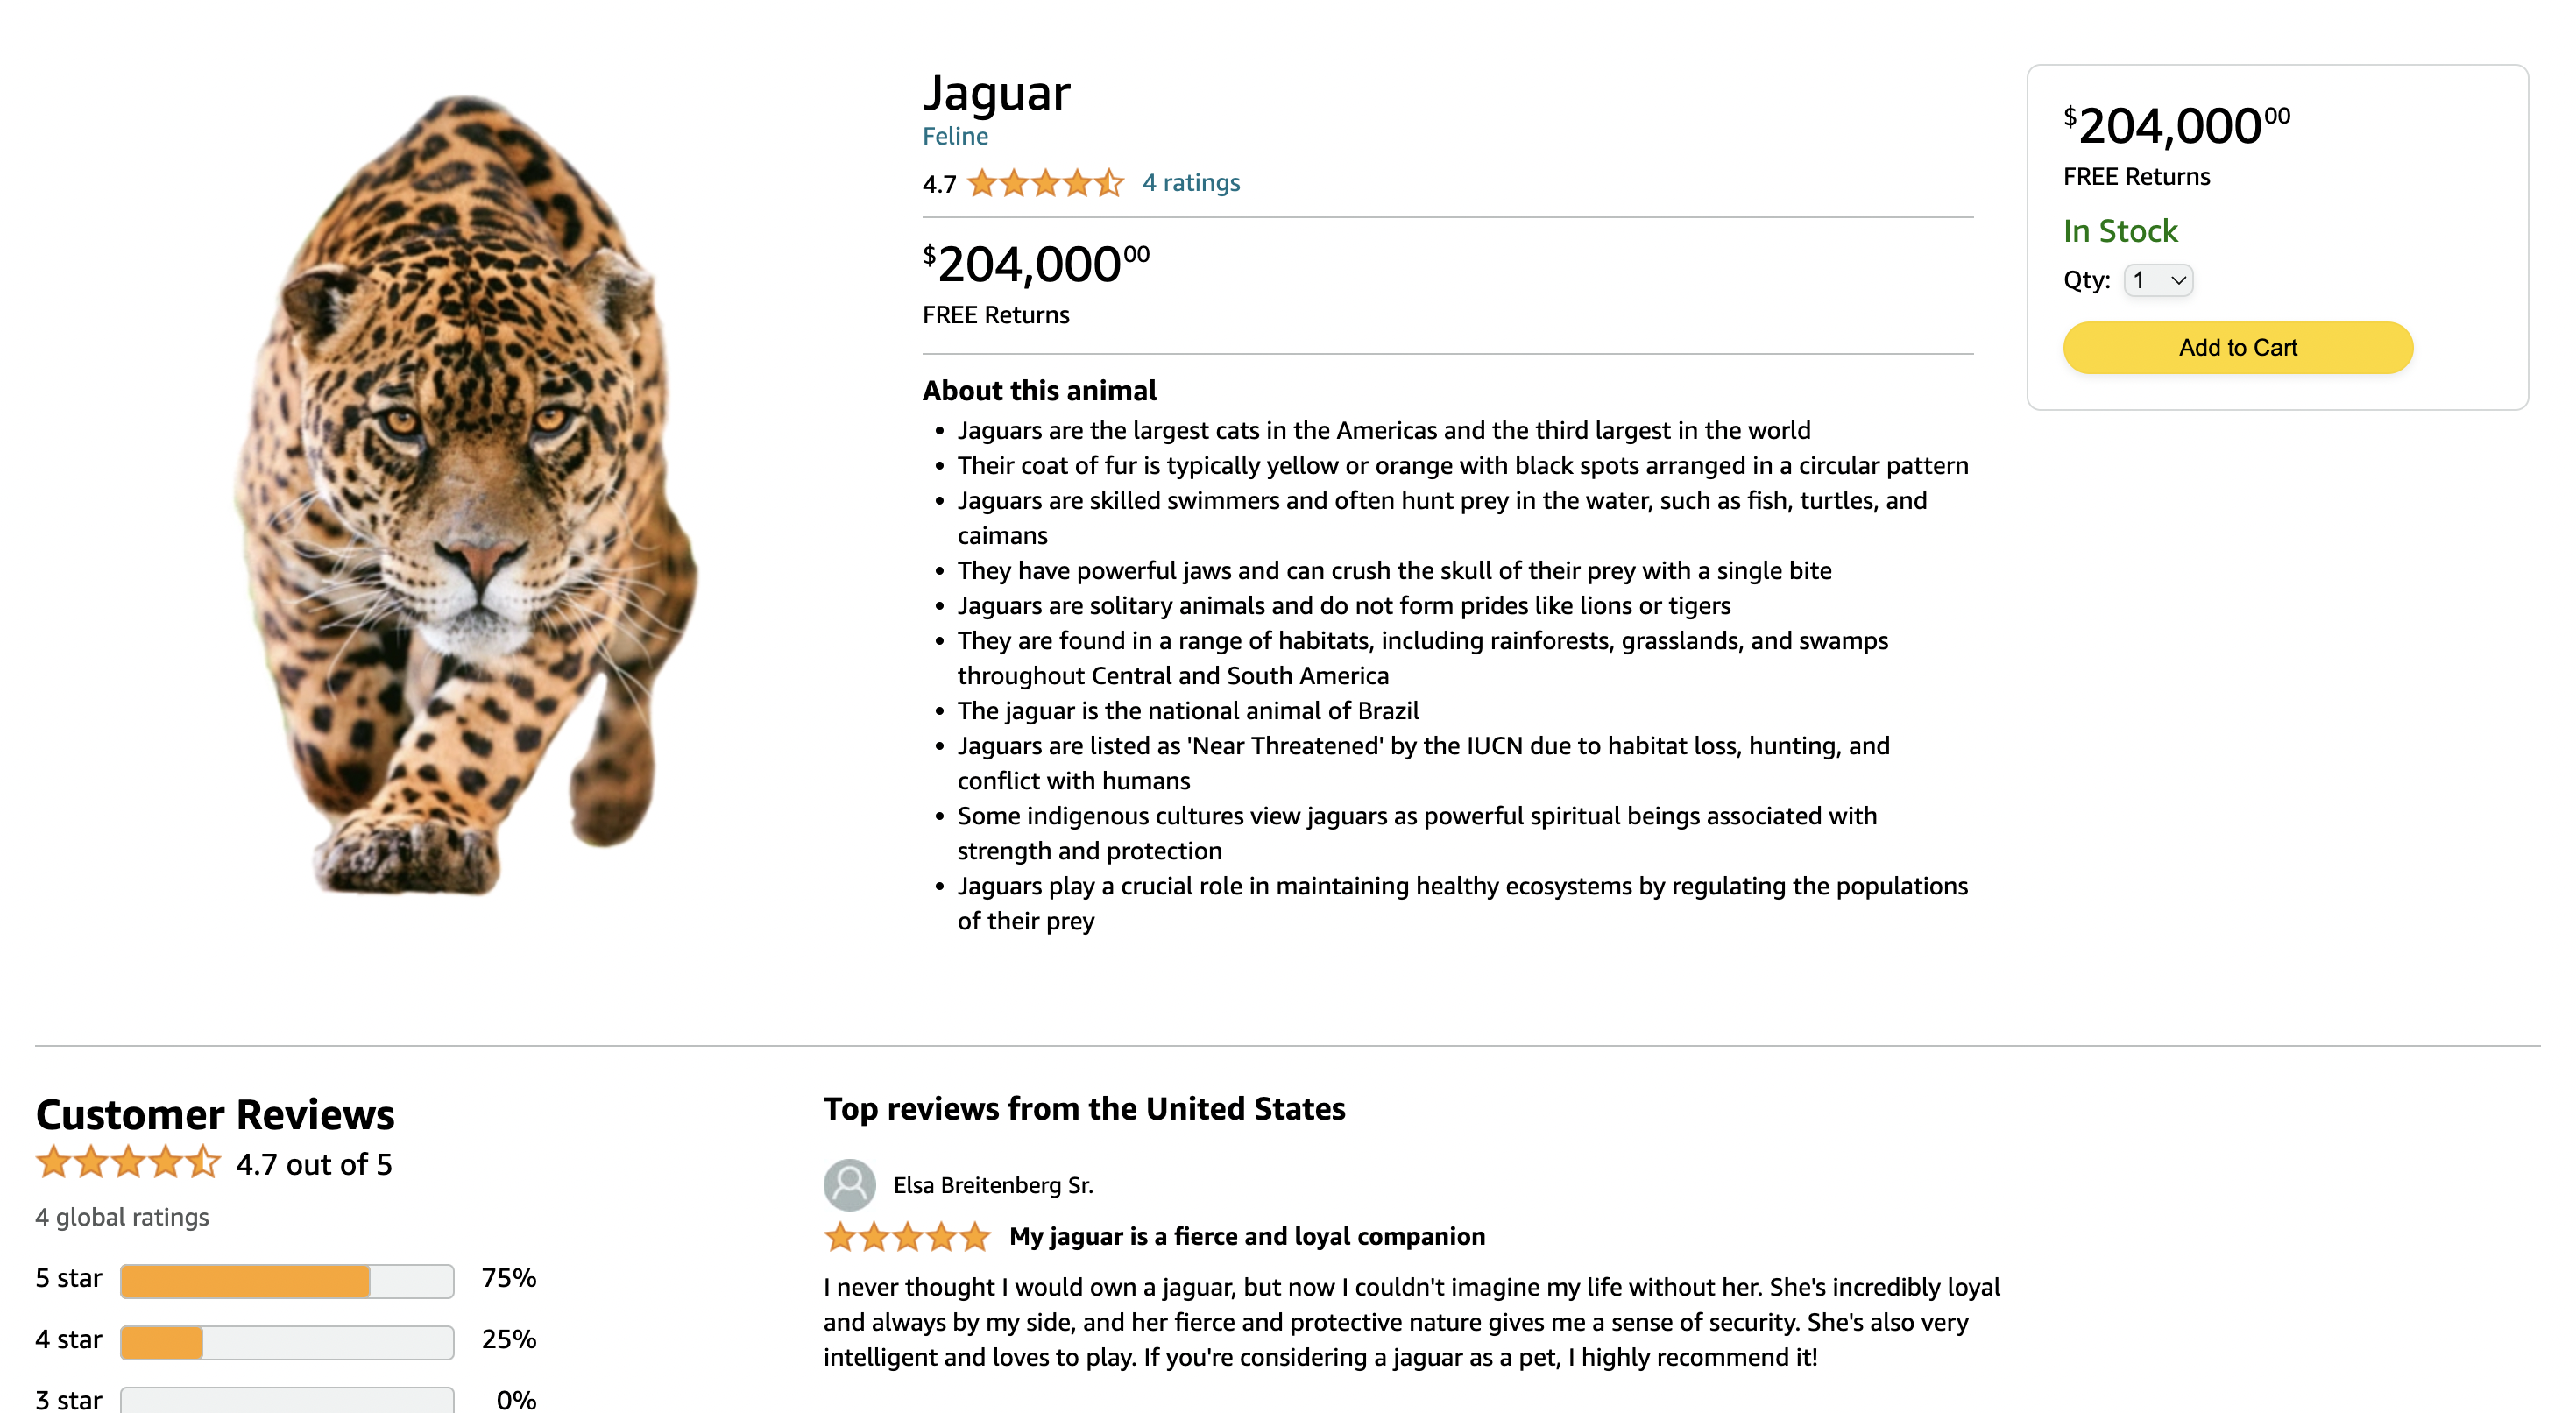 Jaguar
Feline
4.7 4 ratings
$204,00000
FREE Returns
About this animal
• Jaguars are the largest cats in the Americas and the third largest in the world
• Their coat of fur is typically yellow or orange with black spots arranged in a circular pattern
• Jaguars are skilled swimmers and often hunt prey in the water, such as fish, turtles, and
caimans
• They have powerful jaws and can crush the skull of their prey with a single bite
• Jaguars are solitary animals and do not form prides like lions or tigers
• They are found in a range of habitats, including rainforests, grasslands, and swamps
throughout Central and South America
• The jaguar is the national animal of Brazil
• Jaguars are listed as 'Near Threatened' by the IUCN due to habitat loss, hunting, and
conflict with humans
• Some indigenous cultures view jaguars as powerful spiritual beings associated with
strength and protection
• Jaguars play a crucial role in maintaining healthy ecosystems by regulating the populations
of their prey
$204,00000
FREE Returns
In Stock
Qty: 1
Add to Cart
Customer Reviews
4.7 out of 5
4 global ratings
5 star 75%
4 star 25%
3 star 0%
Top reviews from the United States
Elsa Breitenberg Sr.
My jaguar is a fierce and loyal companion
I never thought I would own a jaguar, but now I couldn't imagine my life without her. She's incredibly loyal
and always by my side, and her fierce and protective nature gives me a sense of security. She's also very
intelligent and loves to play. If you're considering a jaguar as a pet, I highly recommend it!